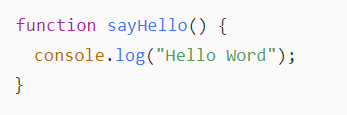 function sayHello() {
  console.log("Hello Word");
}